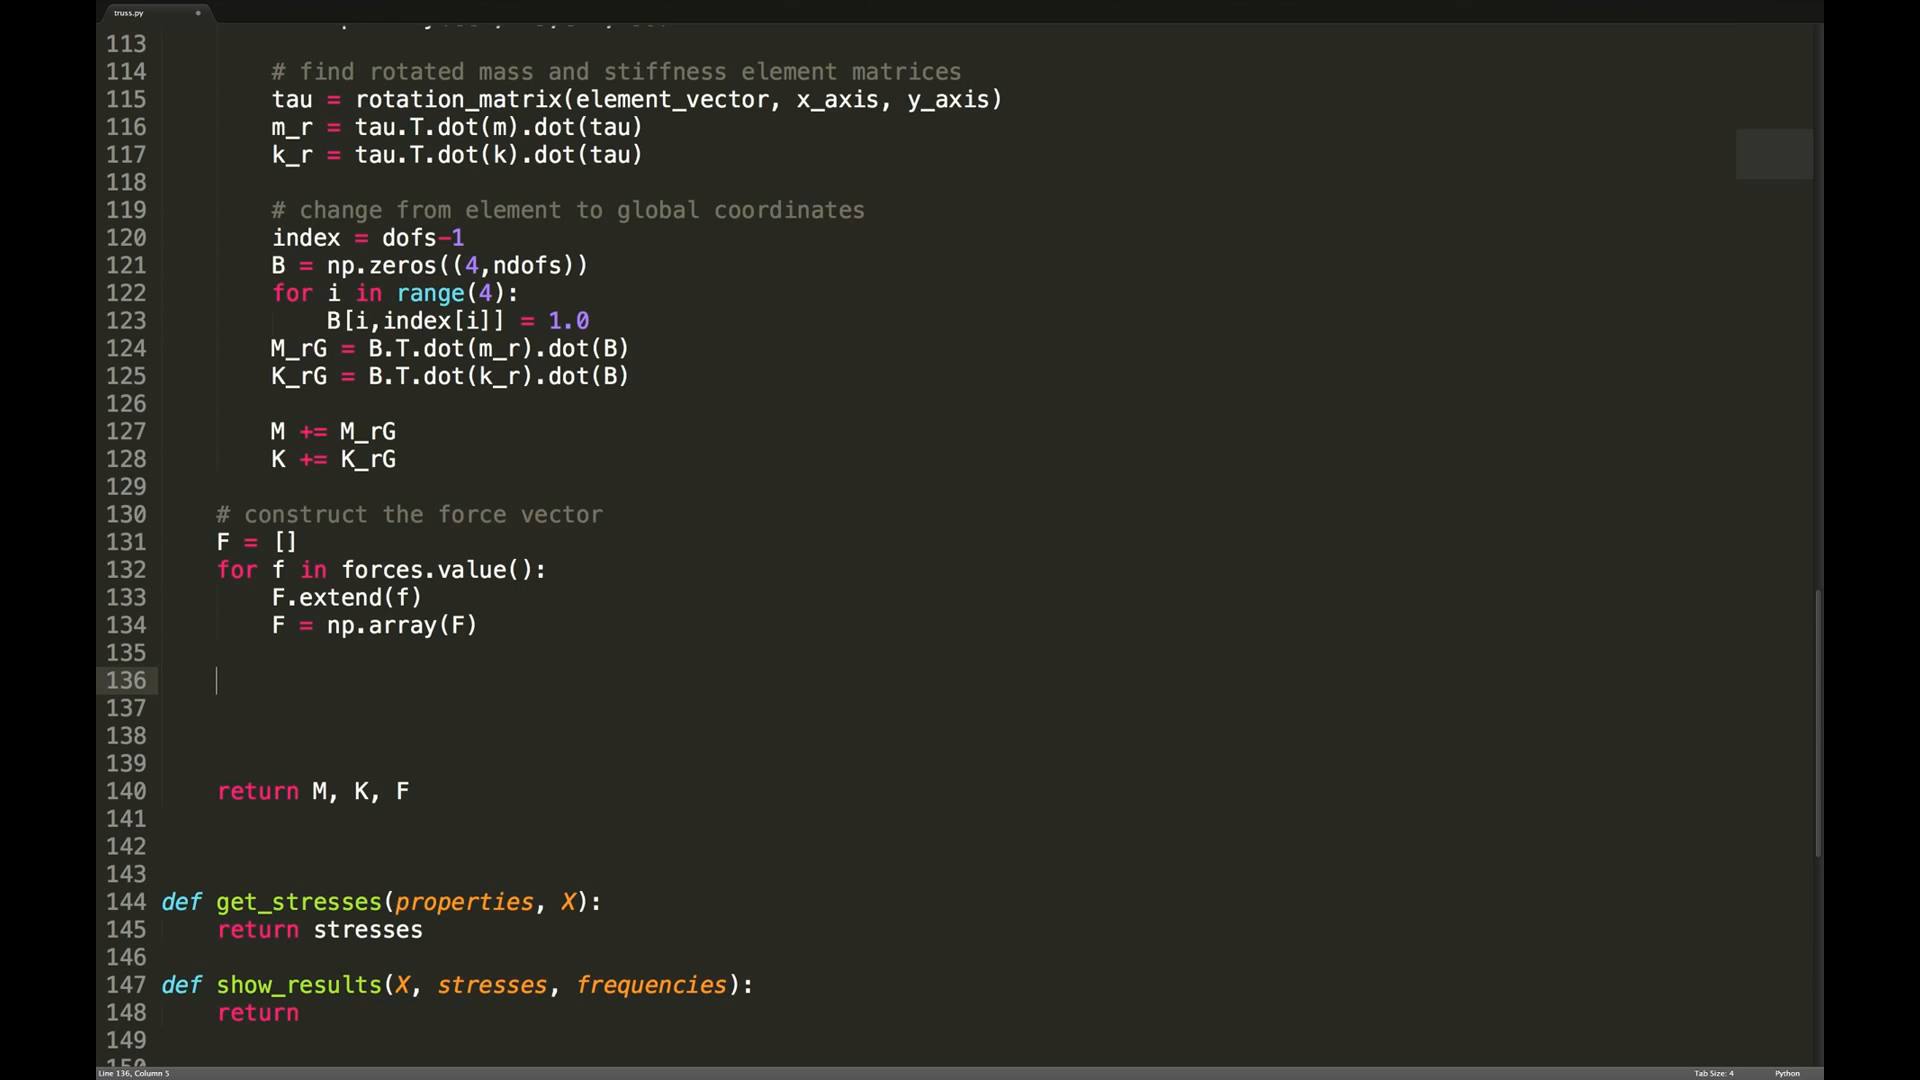 truss.py
113
114 # find rotated mass and stiffness element matrices
115 tau = rotation_matrix(element_vector, x_axis, y_axis)
116 m_r = tau.T.dot(m).dot(tau)
117 k_r = tau.T.dot(k).dot(tau)
118
119 # change from element to global coordinates
120 index = dofs-1
121 B = np.zeros((4,ndofs))
122 for i in range(4):
123 B[i,index[i]] = 1.0
124 M_rG = B.T.dot(m_r).dot(B)
125 K_rG = B.T.dot(k_r).dot(B)
126
127 M += M_rG
128 K += K_rG
129
130 # construct the force vector
131 F = []
132 for f in forces.value():
133 F.extend(f)
134 F = np.array(F)
135
136
137
138
139
140 return M, K, F
141
142
143
144 def get_stresses(properties, X):
145 return stresses
146
147 def show_results(X, stresses, frequencies):
148 return
149
150
Line 136, Column 5
Tab Size: 4
Python